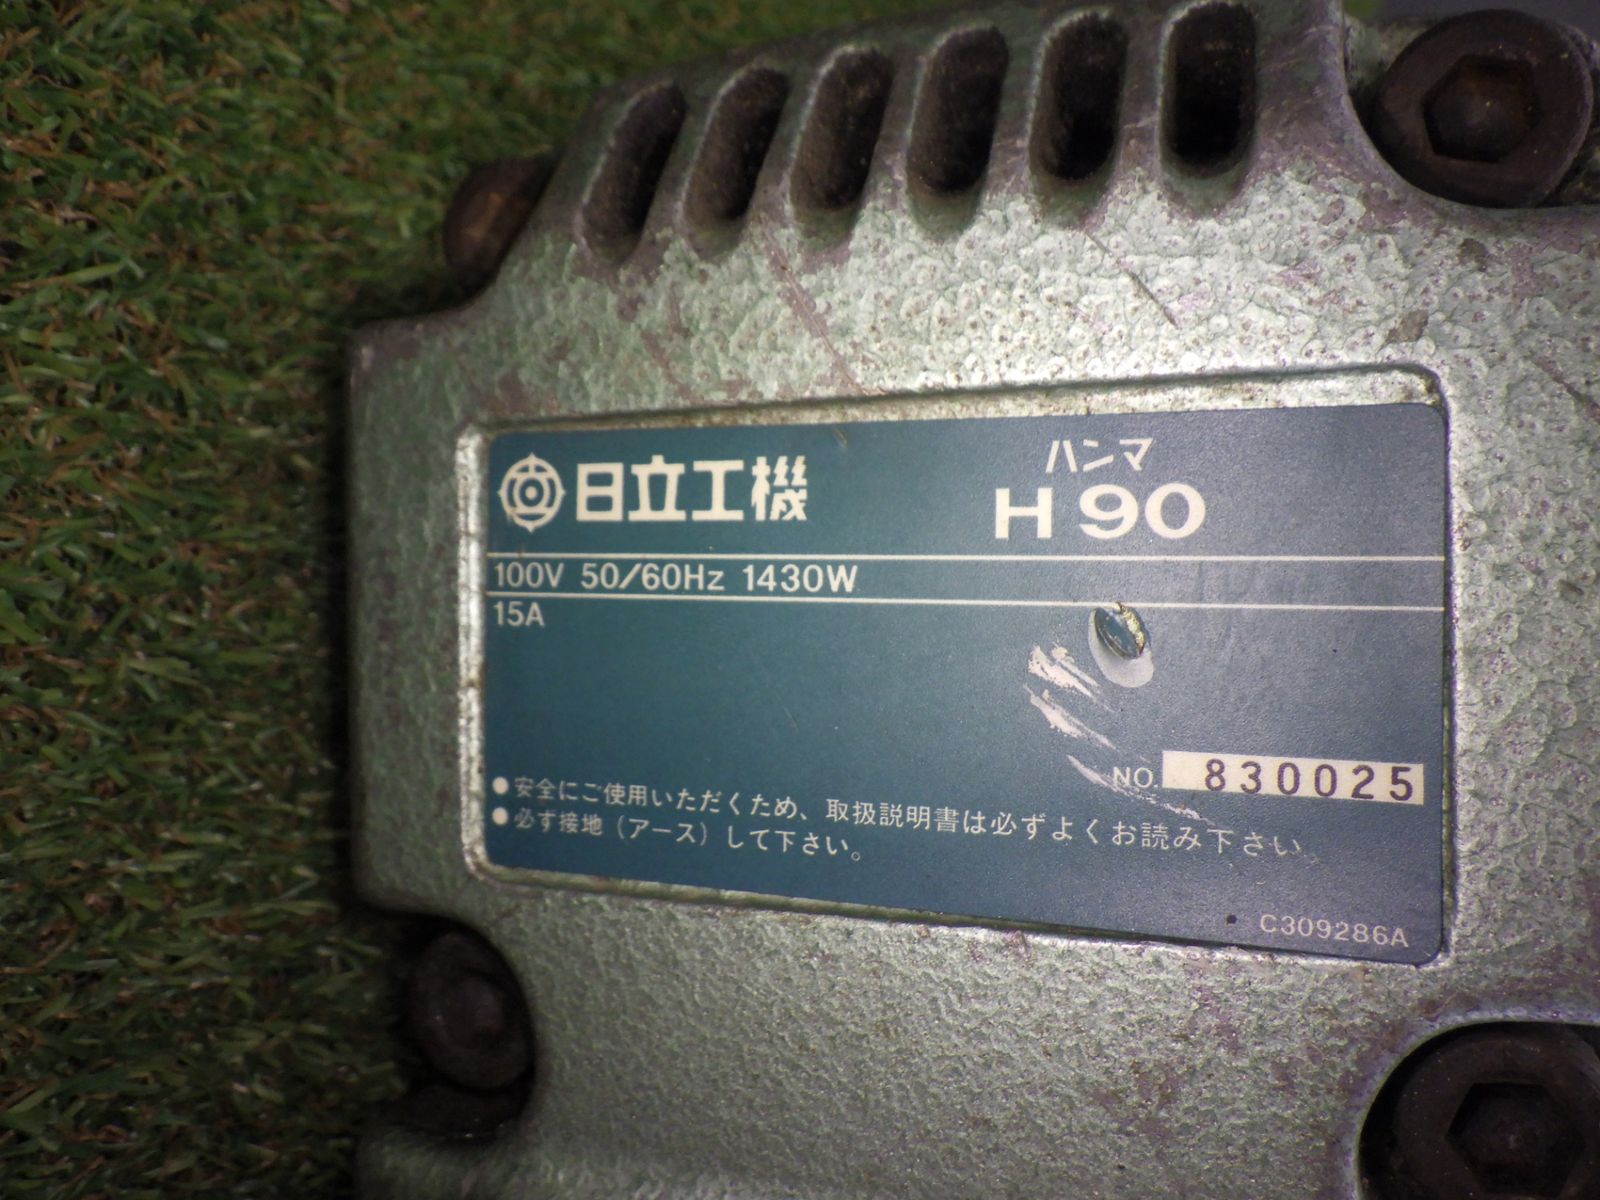 日立工機
ハンマ
H 90
100V 50/60Hz 1430W
15A
NO. 830025
●安全にご使用いただくため、取扱説明書は必ずよくお読み下さい。
●必ず接地(アース)して下さい。
C309286A